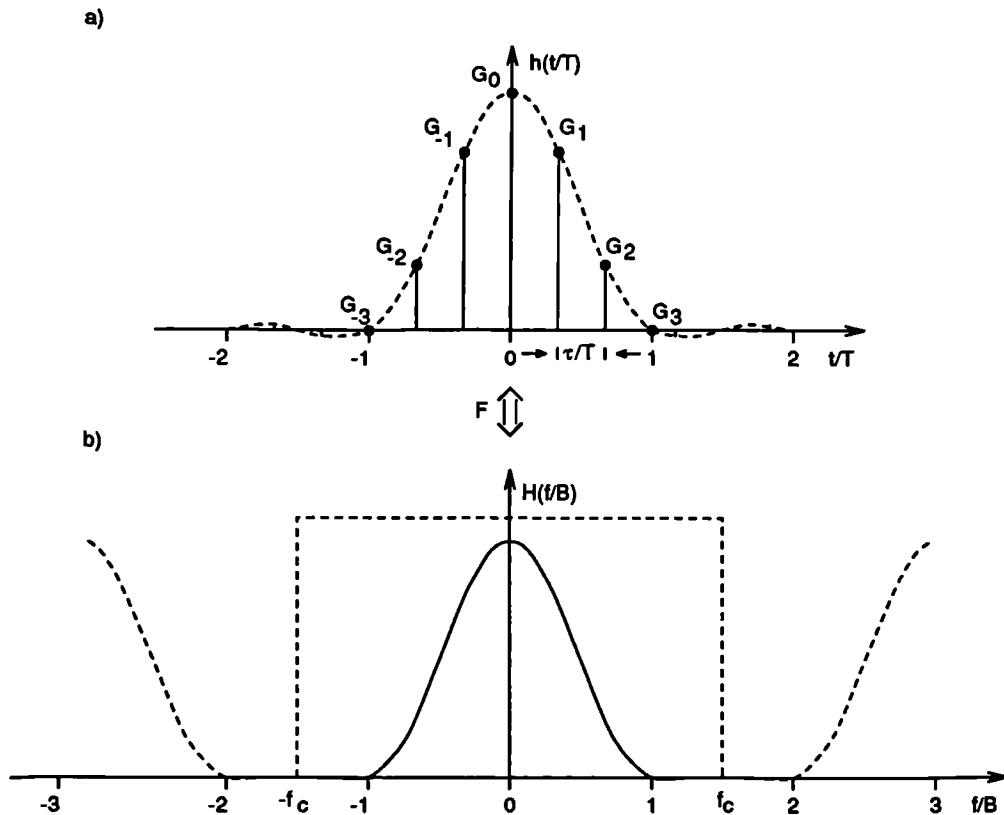 a)
h(t/T)
G0
G-1 G1
G-2 G2
G-3 G3
-2 -1 0 |τ/T| 1 2 t/T
F
b)
H(f/B)
-3 -2 -fc -1 0 1 fc 2 3 f/B